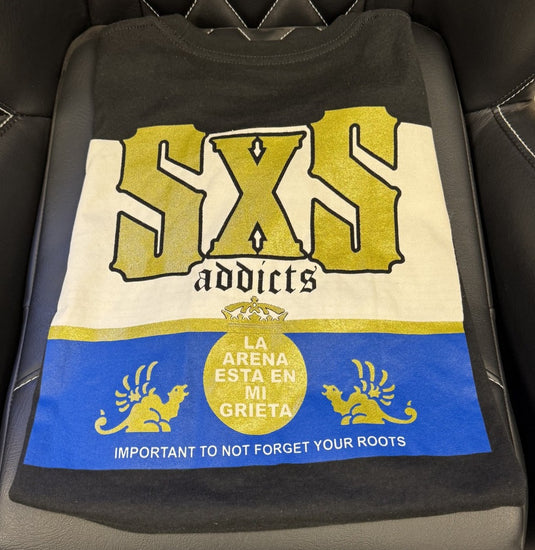 SXS
addicts
LA
ARENA
ESTA EN
MI
GRIETA
IMPORTANT TO NOT FORGET YOUR ROOTS